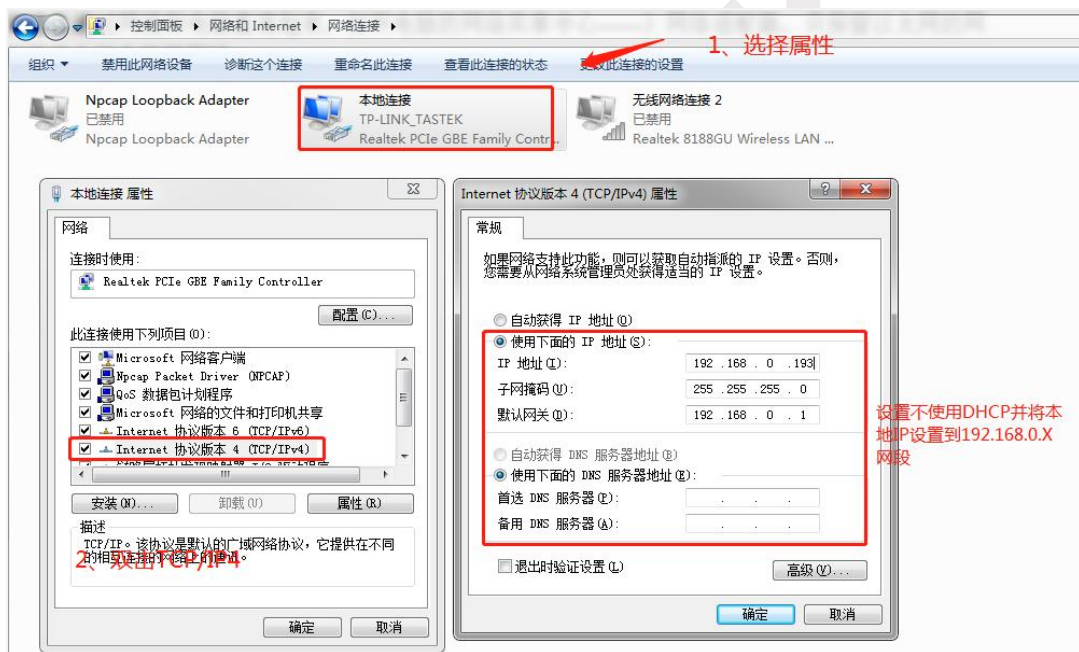 控制面板 ▸ 网络和 Internet ▸ 网络连接 ▸
1、选择属性
组织 禁用此网络设备 诊断这个连接 重命名此连接 查看此连接的状态 更改此连接的设置
Npcap Loopback Adapter
已禁用
Npcap Loopback Adapter
本地连接
TP-LINK_TASTEK
Realtek PCIe GBE Family Contr...
无线网络连接 2
已禁用
Realtek 8188GU Wireless LAN ...
本地连接 属性
网络
连接时使用:
Realtek PCIe GBE Family Controller
配置(C)...
此连接使用下列项目(O):
Microsoft 网络客户端
Npcap Packet Driver (NPCAP)
QoS 数据包计划程序
Microsoft 网络的文件和打印机共享
Internet 协议版本 6 (TCP/IPv6)
Internet 协议版本 4 (TCP/IPv4)
安装(N)... 卸载(U) 属性(R)
描述
TCP/IP。该协议是默认的广域网络协议，它提供在不同
的相互连接的网络上的通讯。
2、双击TCP/IP4
确定 取消
Internet 协议版本 4 (TCP/IPv4) 属性
常规
如果网络支持此功能，则可以获取自动指派的 IP 设置。否则，
您需要从网络系统管理员处获得适当的 IP 设置。
自动获得 IP 地址(O)
使用下面的 IP 地址(S):
IP 地址(I): 192 .168 . 0 .193
子网掩码(U): 255 .255 .255 . 0
默认网关(D): 192 .168 . 0 . 1
自动获得 DNS 服务器地址(B)
使用下面的 DNS 服务器地址(E):
首选 DNS 服务器(P):
备用 DNS 服务器(A):
退出时验证设置(L)
高级(V)...
确定 取消
设置不使用DHCP并将本
地IP设置到192.168.0.X
网段